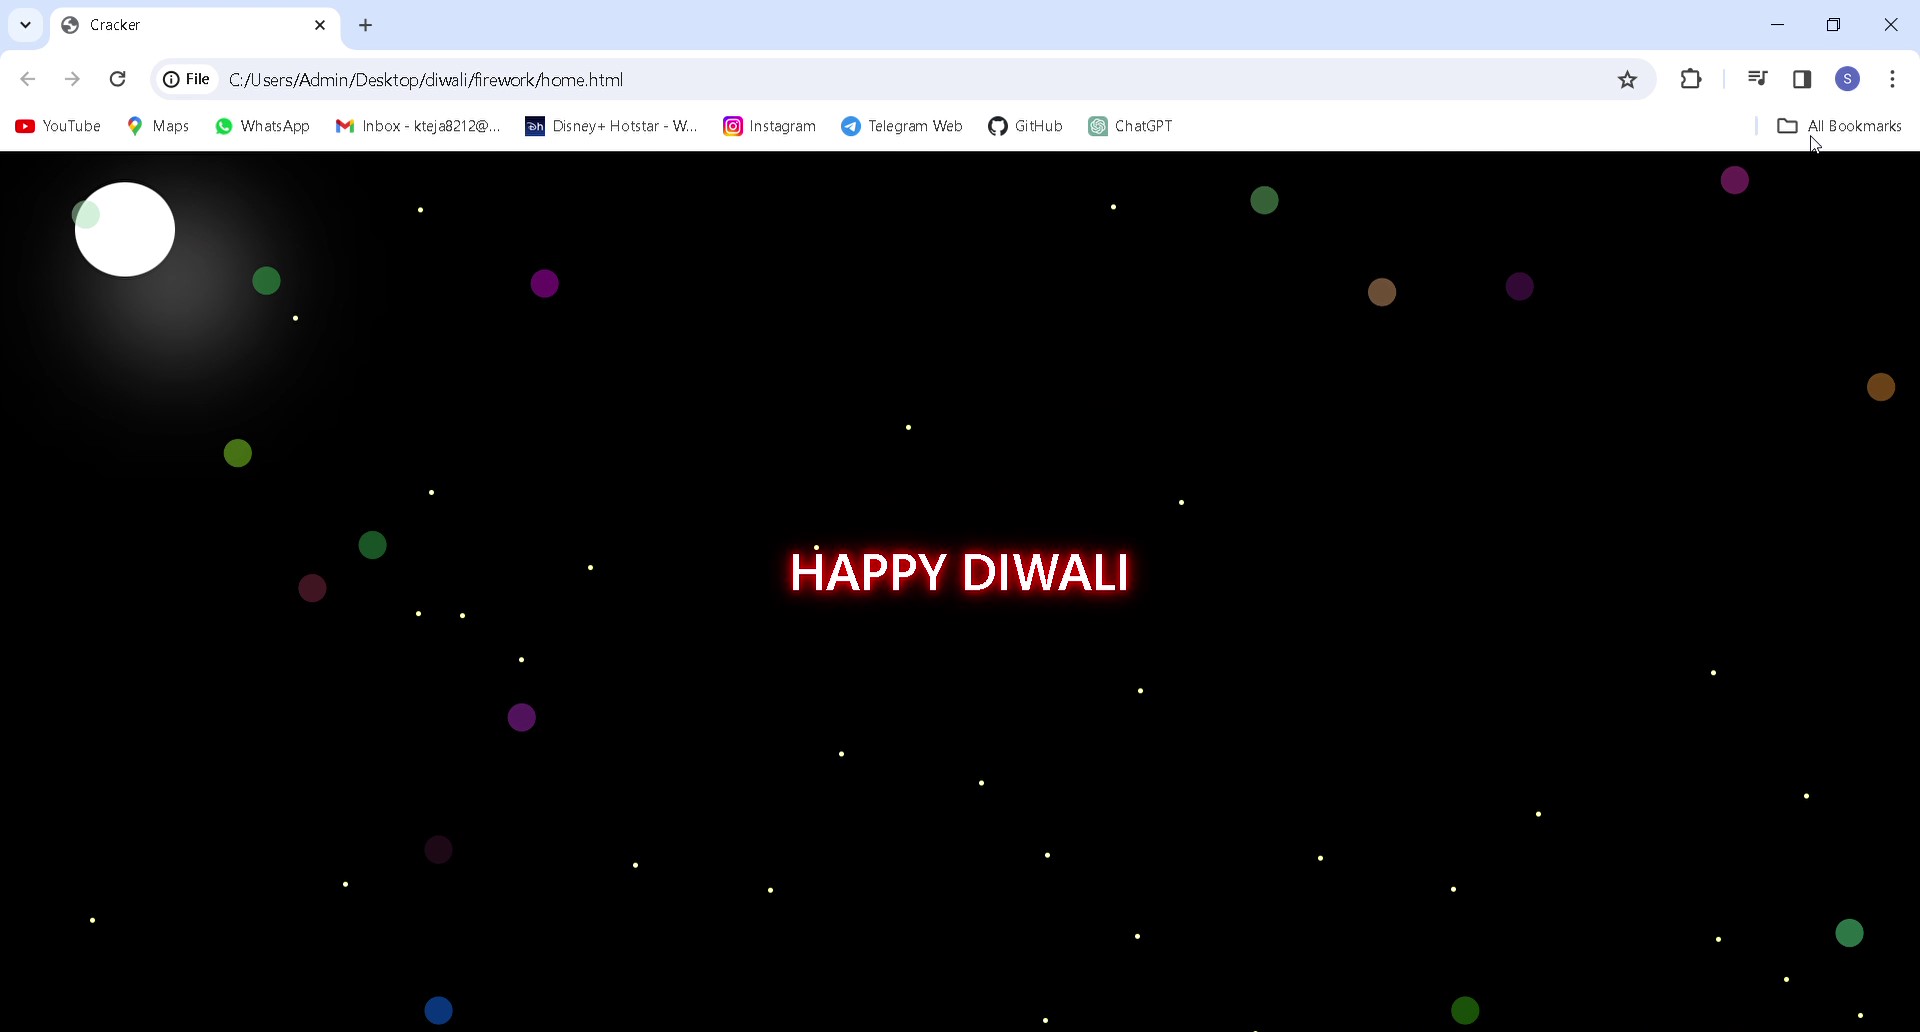 Cracker
File C:/Users/Admin/Desktop/diwali/firework/home.html S
YouTube Maps WhatsApp Inbox - kteja8212@... Disney+ Hotstar - W... Instagram Telegram Web GitHub ChatGPT All Bookmarks
HAPPY DIWALI